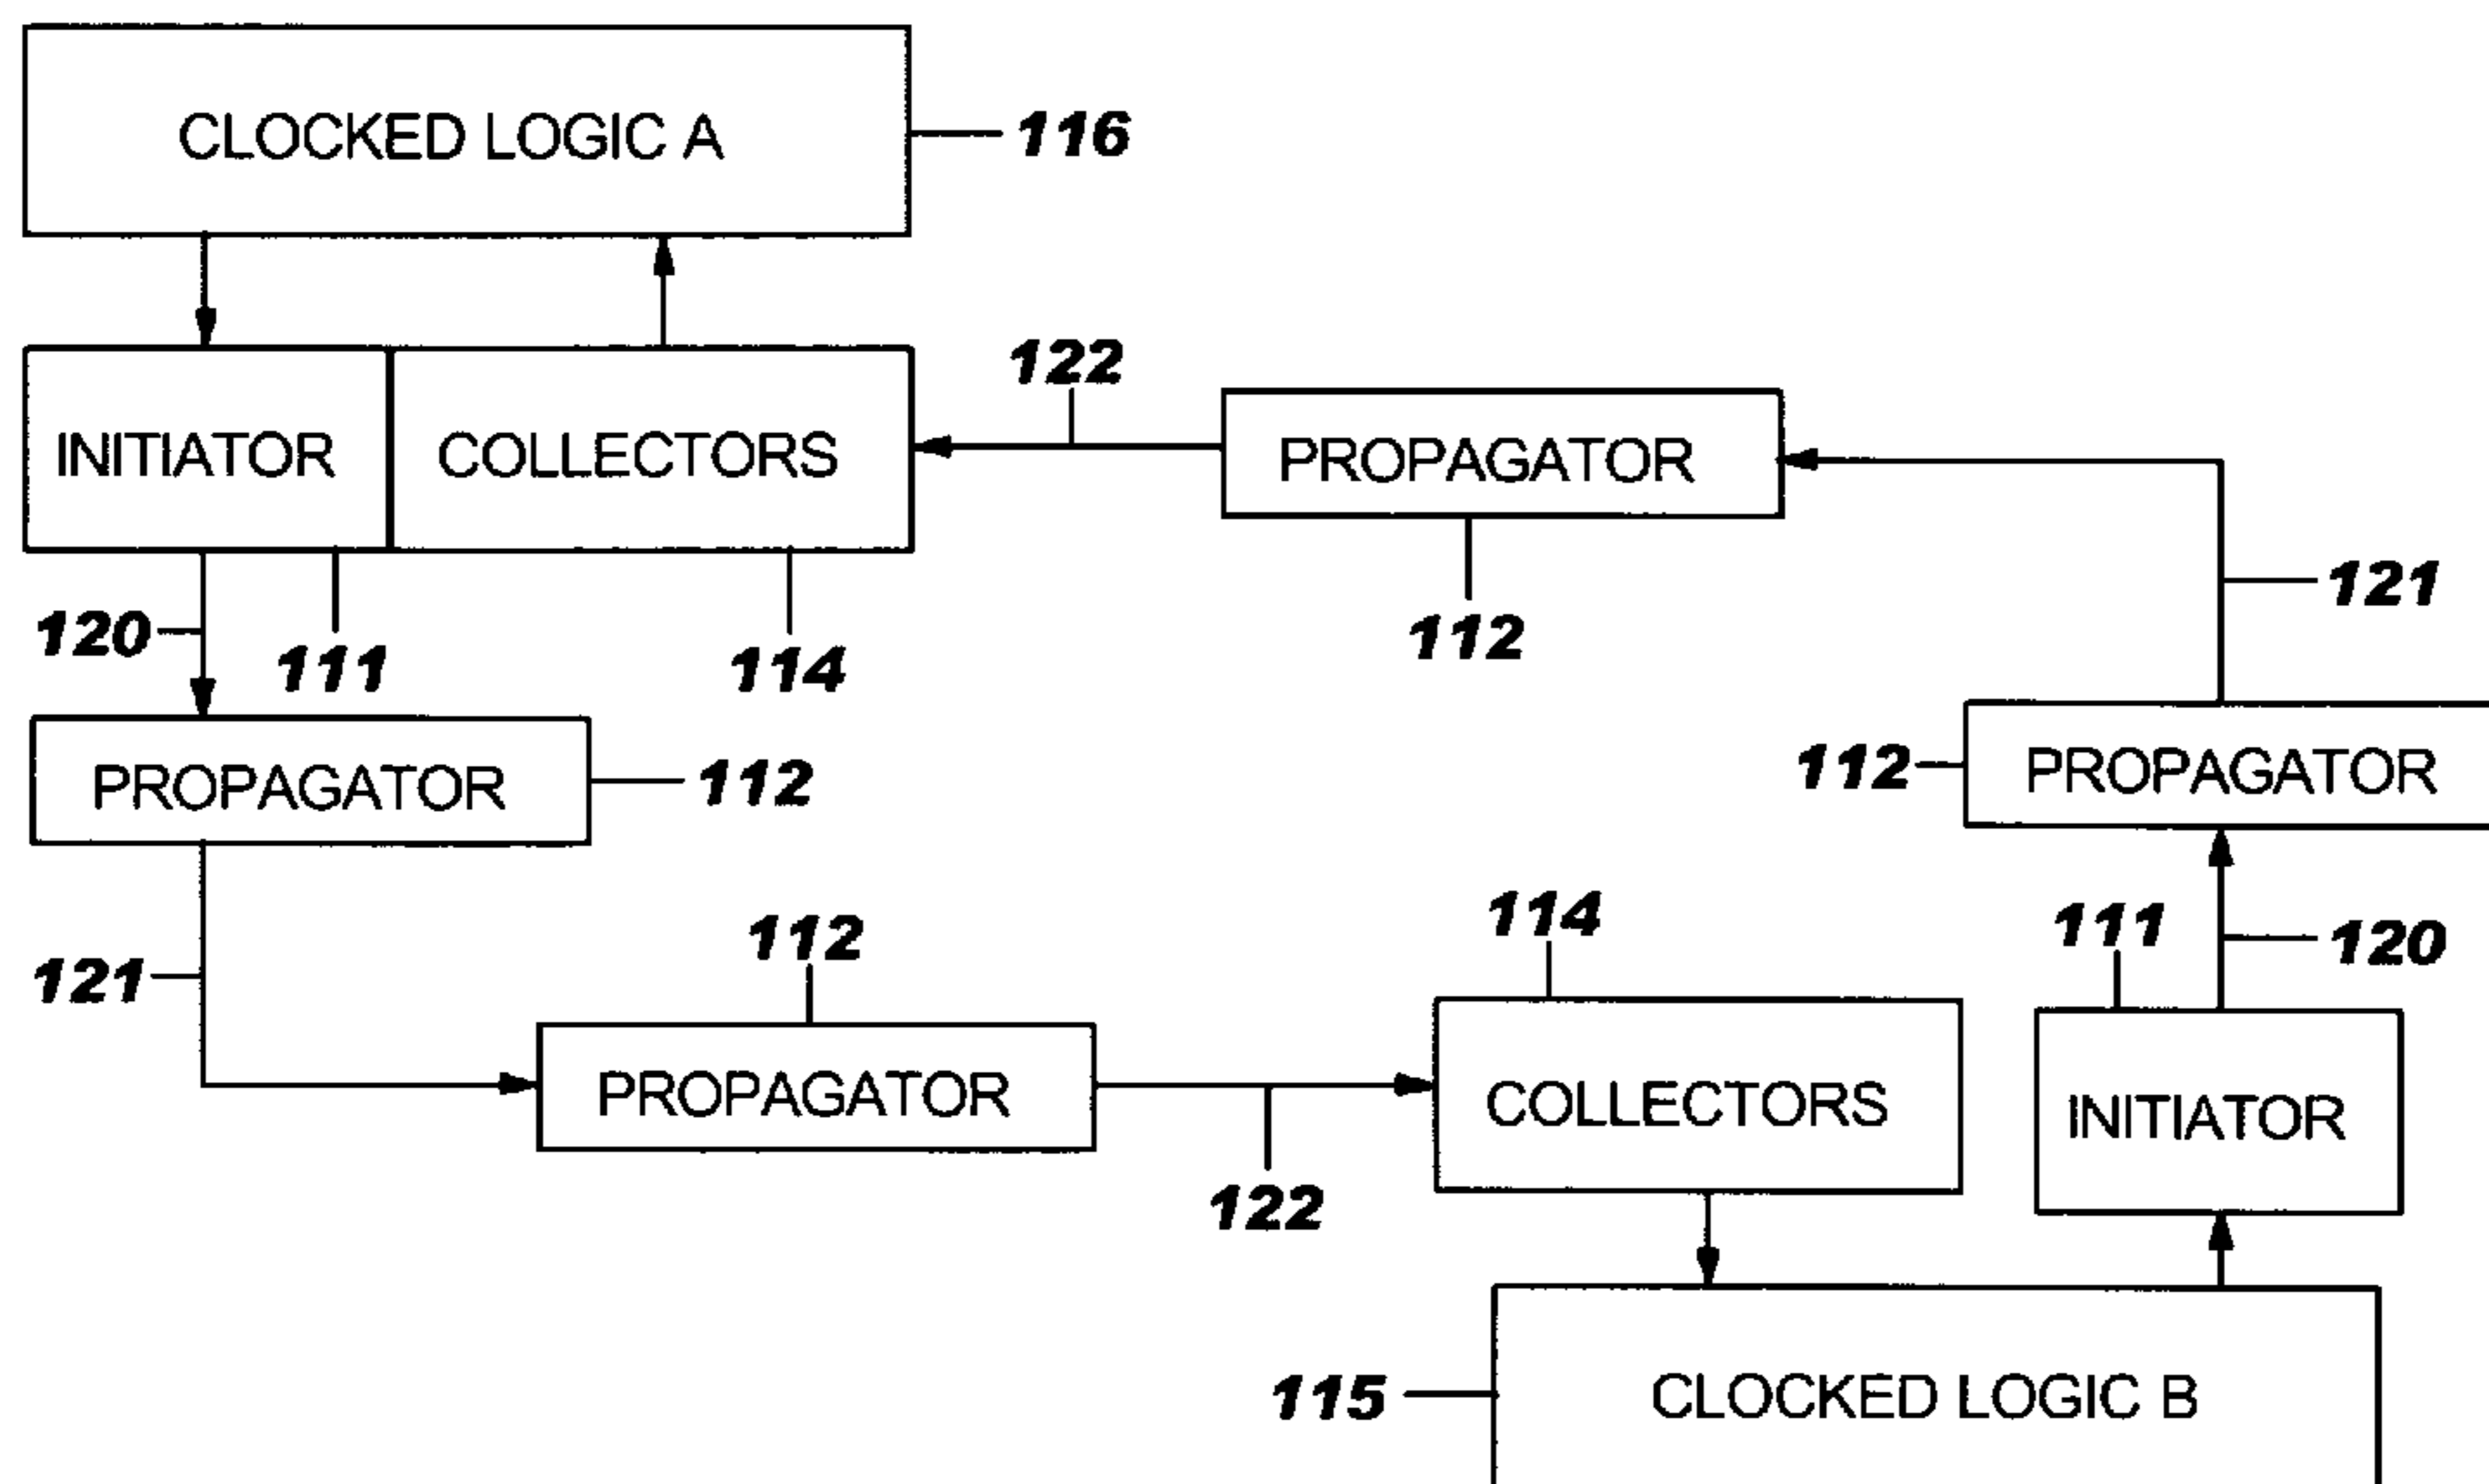 CLOCKED LOGIC A
116
INITIATOR
COLLECTORS
122
PROPAGATOR
112
121
120
111
114
PROPAGATOR
112
112
PROPAGATOR
121
112
PROPAGATOR
122
114
COLLECTORS
111
120
INITIATOR
115
CLOCKED LOGIC B